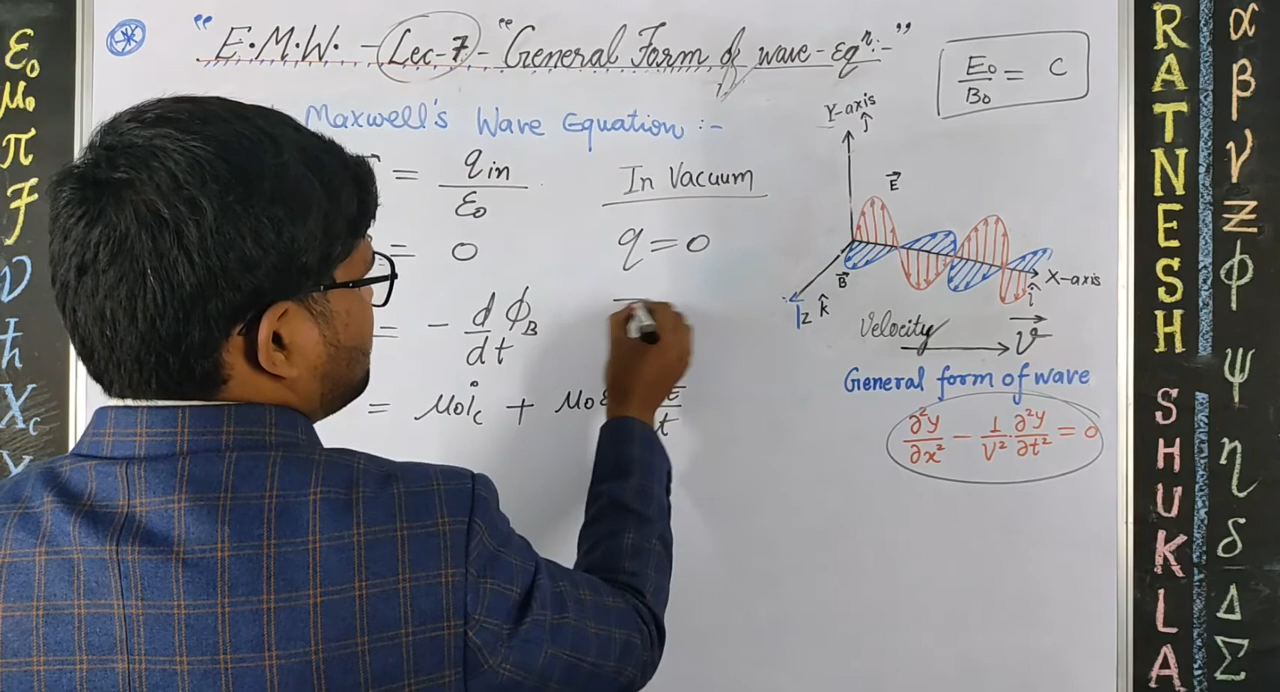 “ E.M.W. - Lec-7 - “General Form of wave-Eqⁿ:- ”
E₀/B₀ = C
Maxwell's Wave Equation :-
= q in/ε₀
In Vacuum
= 0
q = 0
= - d/dt ϕ_B
= μ₀i_c + μ₀
t
Y-axis
ĵ
E⃗
B⃗
X-axis
î
Z k̂
Velocity
v⃗
General form of wave
∂²y/∂x² - 1/V² · ∂²y/∂t² = 0
ε₀
μ₀
π
F
ν
ħ
X_C
RATNESH SHUKLA
α
β
γ
Z
ϕ
ψ
η
δ
Δ
Σ